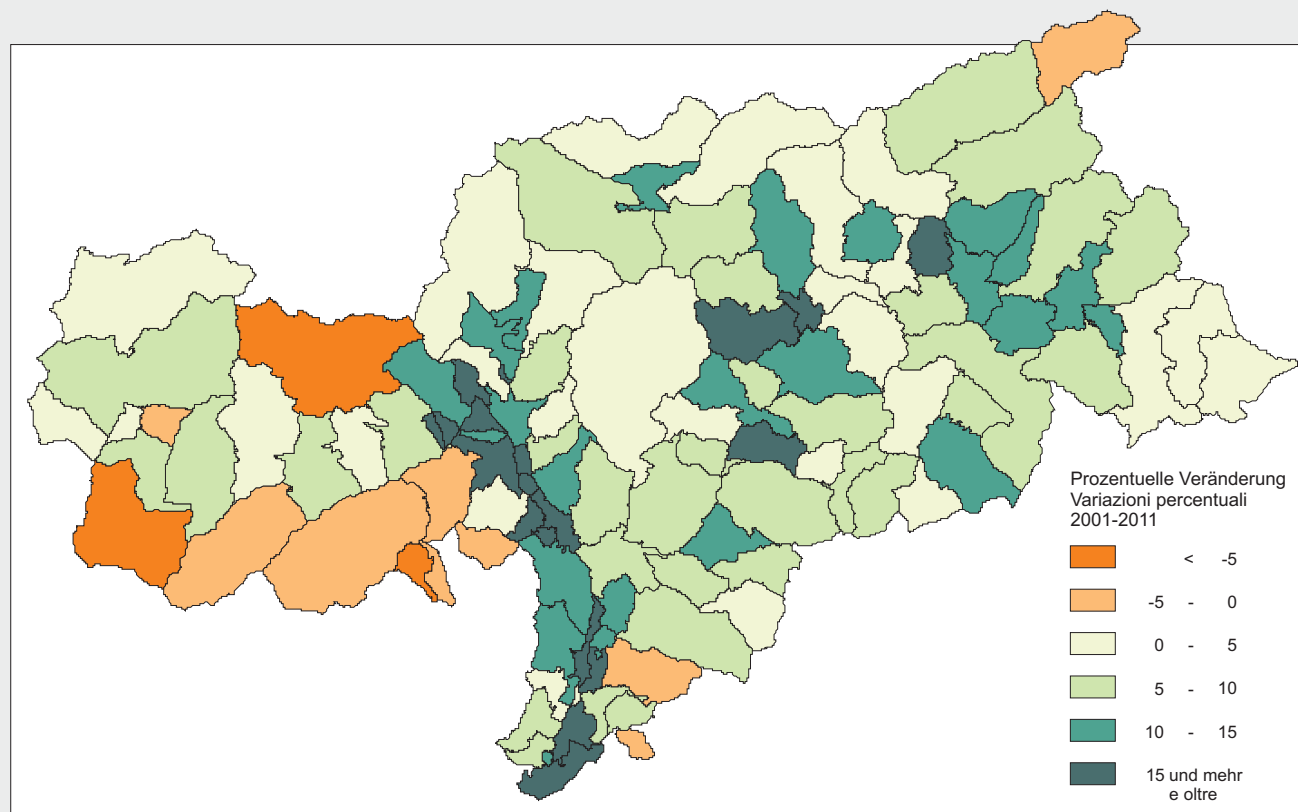 Prozentuelle Veränderung
Variazioni percentuali
2001-2011
< -5
-5 - 0
0 - 5
5 - 10
10 - 15
15 und mehr
e oltre